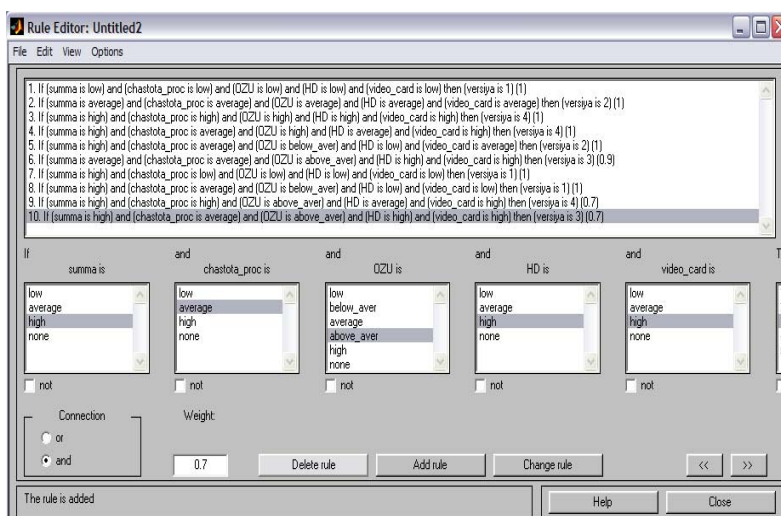 Rule Editor: Untitled2
File Edit View Options
1. If (summa is low) and (chastota_proc is low) and (OZU is low) and (HD is low) and (video_card is low) then (versiya is 1) (1)
2. If (summa is average) and (chastota_proc is average) and (OZU is average) and (HD is average) and (video_card is average) then (versiya is 2) (1)
3. If (summa is high) and (chastota_proc is high) and (OZU is high) and (HD is high) and (video_card is high) then (versiya is 4) (1)
4. If (summa is high) and (chastota_proc is average) and (OZU is high) and (HD is average) and (video_card is high) then (versiya is 4) (1)
5. If (summa is high) and (chastota_proc is average) and (OZU is below_aver) and (HD is low) and (video_card is average) then (versiya is 2) (1)
6. If (summa is average) and (chastota_proc is average) and (OZU is above_aver) and (HD is high) and (video_card is high) then (versiya is 3) (0.9)
7. If (summa is high) and (chastota_proc is low) and (OZU is low) and (HD is low) and (video_card is low) then (versiya is 1) (1)
8. If (summa is high) and (chastota_proc is average) and (OZU is below_aver) and (HD is low) and (video_card is low) then (versiya is 1) (1)
9. If (summa is high) and (chastota_proc is high) and (OZU is above_aver) and (HD is average) and (video_card is high) then (versiya is 4) (0.7)
10. If (summa is high) and (chastota_proc is average) and (OZU is above_aver) and (HD is high) and (video_card is high) then (versiya is 3) (0.7)
If and and and and
summa is chastota_proc is OZU is HD is video_card is
low low low low low
average average below_aver average average
high high average high high
none none above_aver none none
high
none
not not not not not
Connection Weight:
or
and 0.7 Delete rule Add rule Change rule << >>
The rule is added Help Close